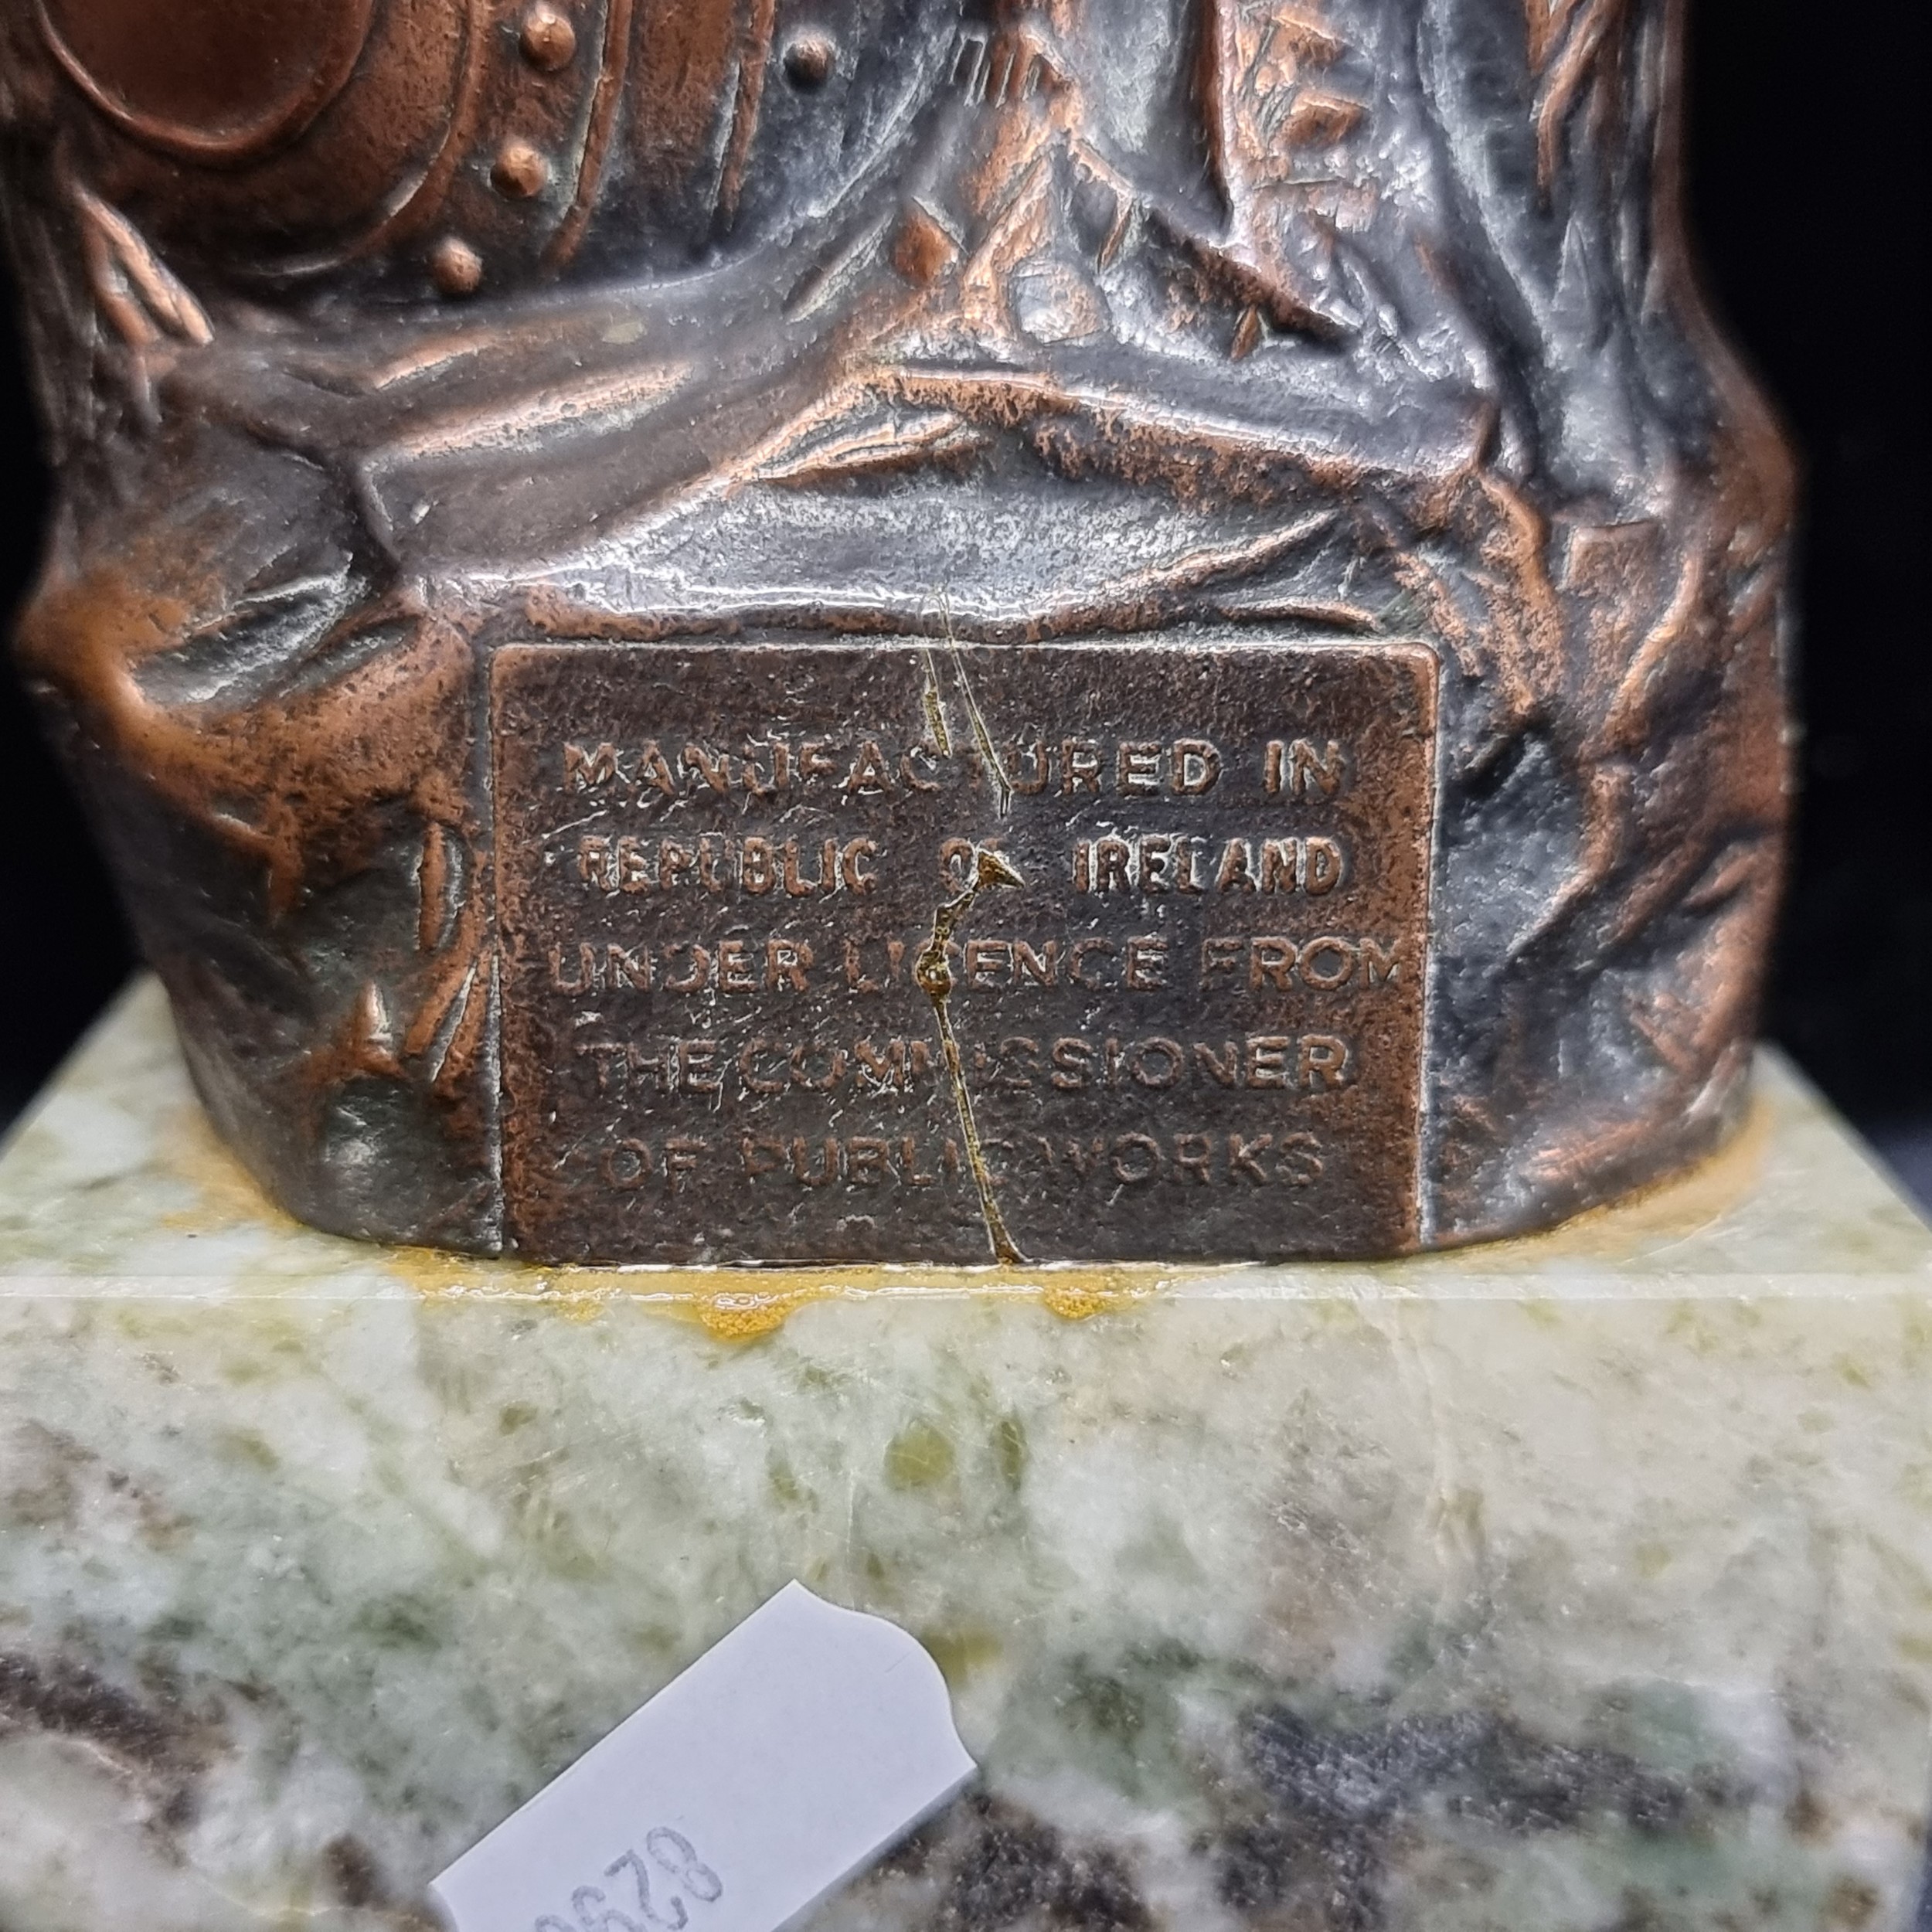 MANUFACTURED IN
REPUBLIC OF IRELAND
UNDER LICENCE FROM
THE COMMISSIONER
OF PUBLIC WORKS